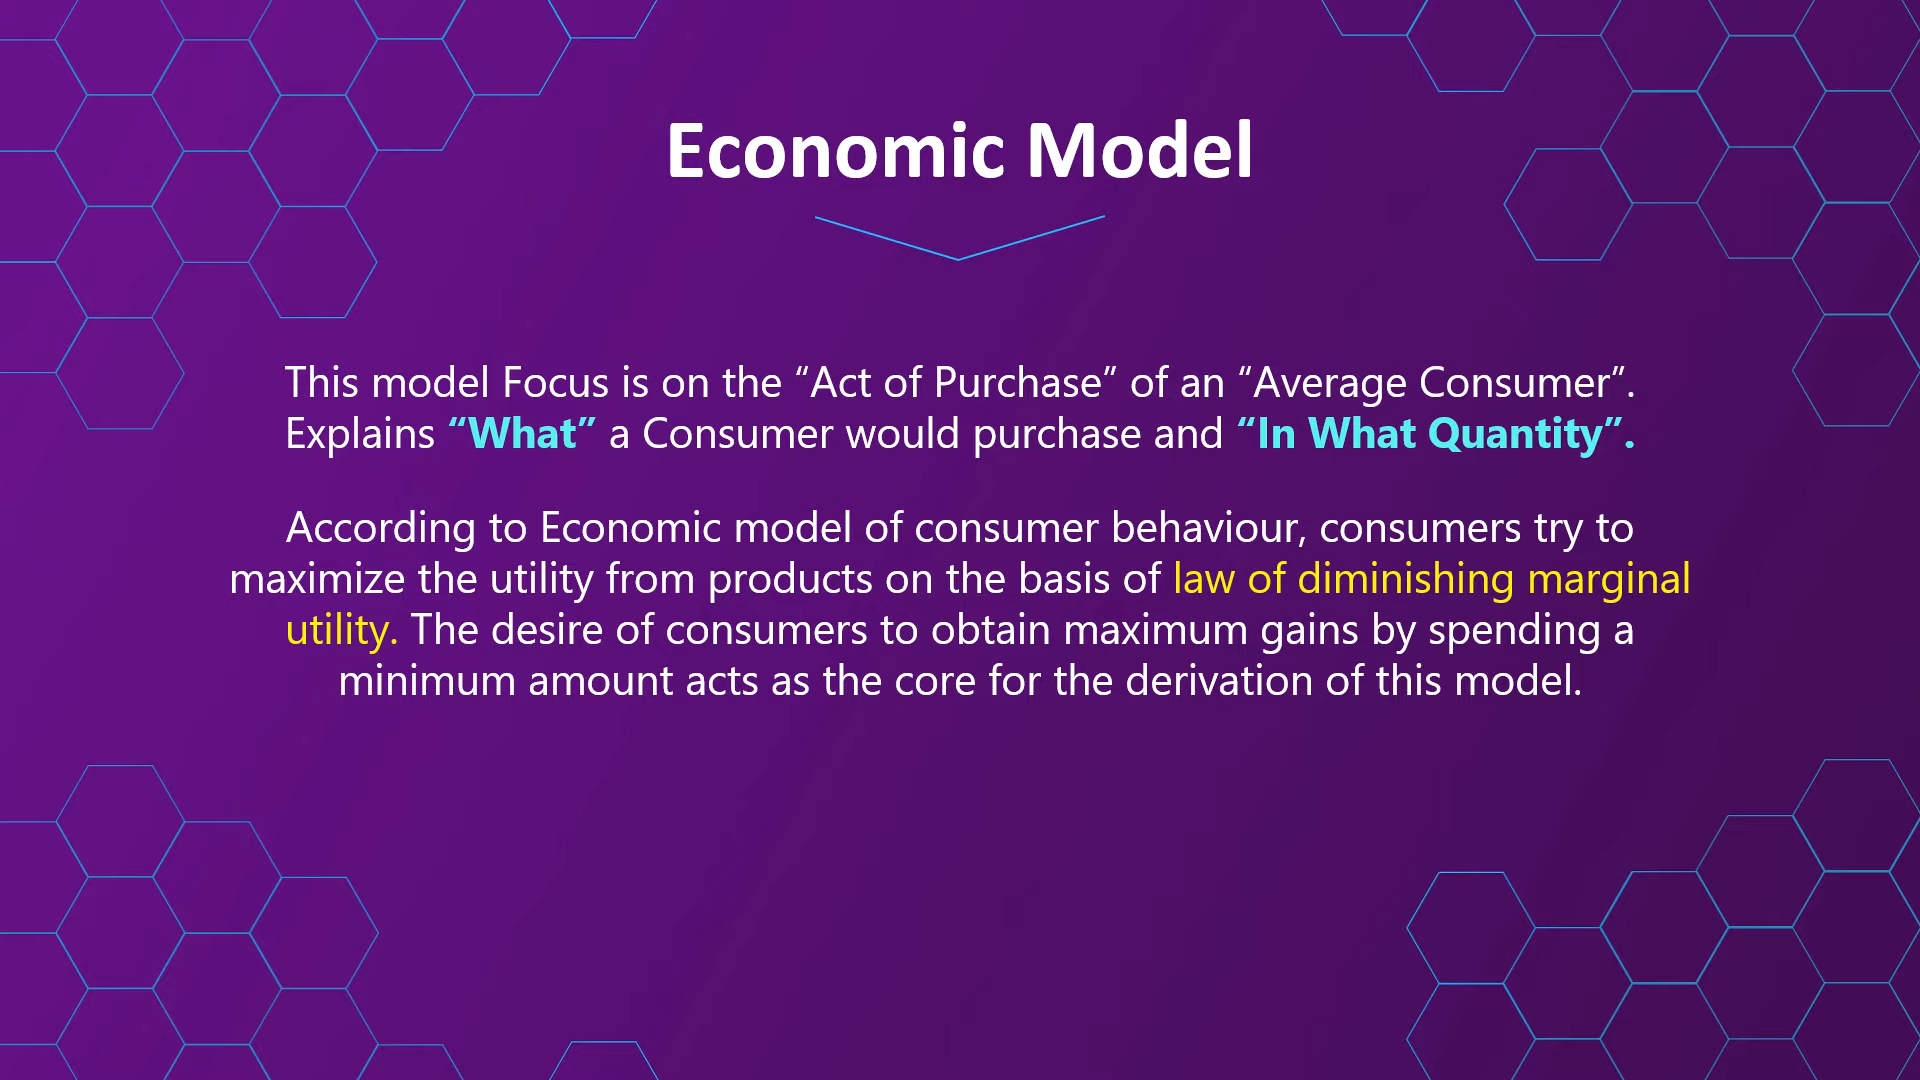 Economic Model
This model Focus is on the “Act of Purchase” of an “Average Consumer”.
Explains “What” a Consumer would purchase and “In What Quantity”.
According to Economic model of consumer behaviour, consumers try to
maximize the utility from products on the basis of law of diminishing marginal
utility. The desire of consumers to obtain maximum gains by spending a
minimum amount acts as the core for the derivation of this model.